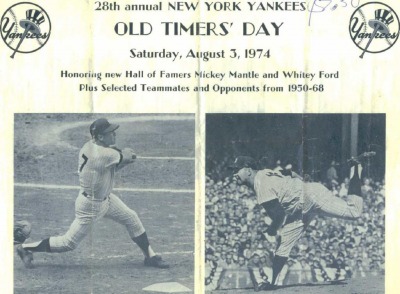 28th annual NEW YORK YANKEES
OLD TIMERS' DAY
Saturday, August 3, 1974
Honoring new Hall of Famers Mickey Mantle and Whitey Ford
Plus Selected Teammates and Opponents from 1950-68
Yankees
Yankees
7